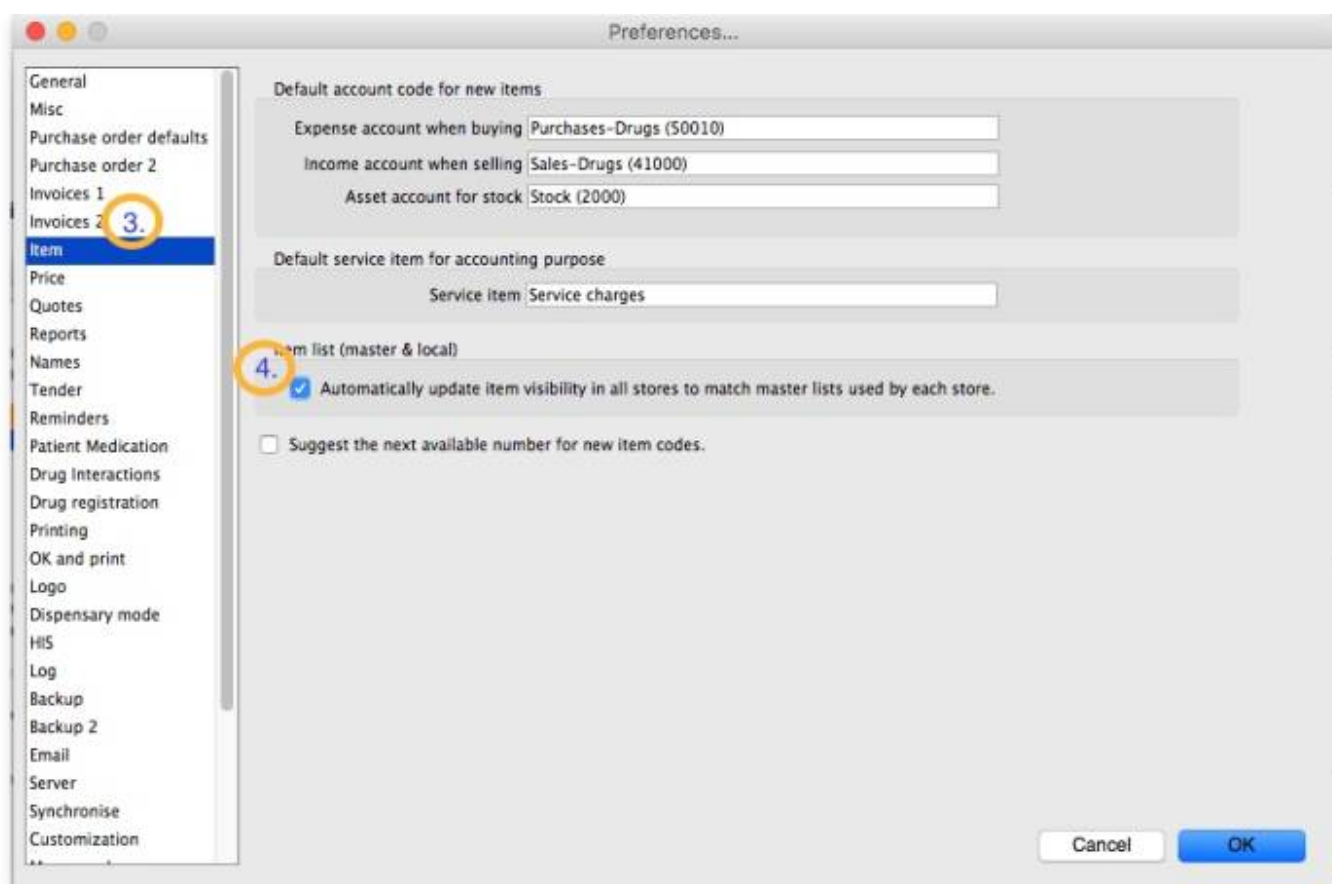 Preferences...
General
Misc
Purchase order defaults
Purchase order 2
Invoices 1
Invoices 2
3.
Item
Price
Quotes
Reports
Names
Tender
Reminders
Patient Medication
Drug Interactions
Drug registration
Printing
OK and print
Logo
Dispensary mode
HIS
Log
Backup
Backup 2
Email
Server
Synchronise
Customization
Default account code for new items
Expense account when buying Purchases-Drugs (50010)
Income account when selling Sales-Drugs (41000)
Asset account for stock Stock (2000)
Default service item for accounting purpose
Service item Service charges
Item list (master & local)
4.
Automatically update item visibility in all stores to match master lists used by each store.
Suggest the next available number for new item codes.
Cancel OK